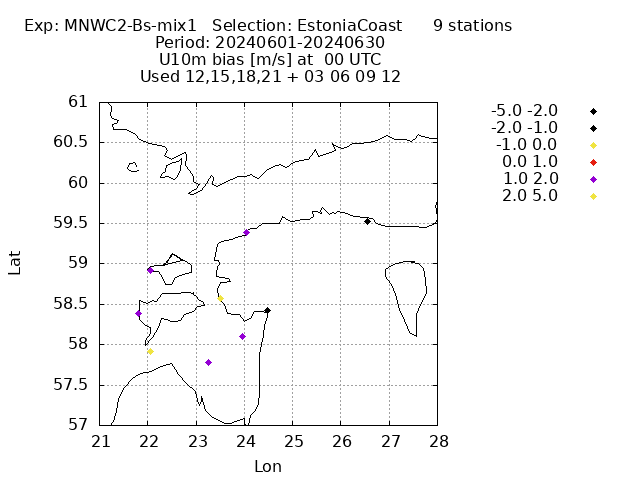 Exp: MNWC2-Bs-mix1   Selection: EstoniaCoast      9 stations
Period: 20240601-20240630
U10m bias [m/s] at  00 UTC
Used 12,15,18,21 + 03 06 09 12
-5.0 -2.0
-2.0 -1.0
-1.0 0.0
0.0 1.0
1.0 2.0
2.0 5.0
Lat
61
60.5
60
59.5
59
58.5
58
57.5
57
21 22 23 24 25 26 27 28
Lon